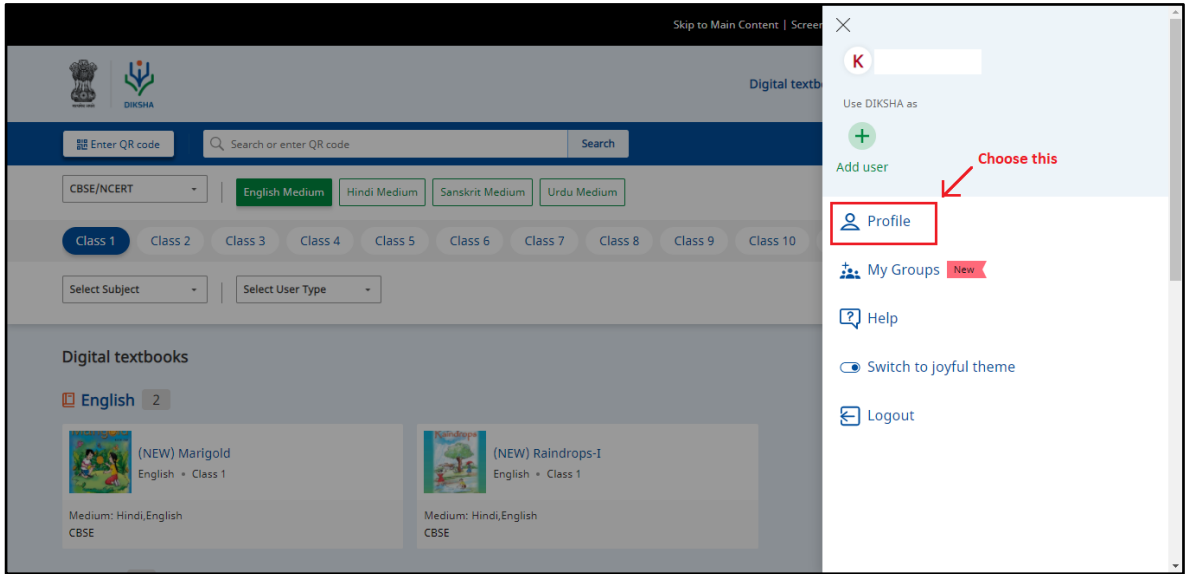 Skip to Main Content | Screen
DIKSHA
Digital textb
Enter QR code
Search or enter QR code
Search
CBSE/NCERT
English Medium
Hindi Medium
Sanskrit Medium
Urdu Medium
Class 1
Class 2
Class 3
Class 4
Class 5
Class 6
Class 7
Class 8
Class 9
Class 10
Select Subject
Select User Type
Digital textbooks
English 2
(NEW) Marigold
English • Class 1
Medium: Hindi,English
CBSE
Raindrops
(NEW) Raindrops-I
English • Class 1
Medium: Hindi,English
CBSE
K
Use DIKSHA as
Add user
Choose this
Profile
My Groups New
Help
Switch to joyful theme
Logout